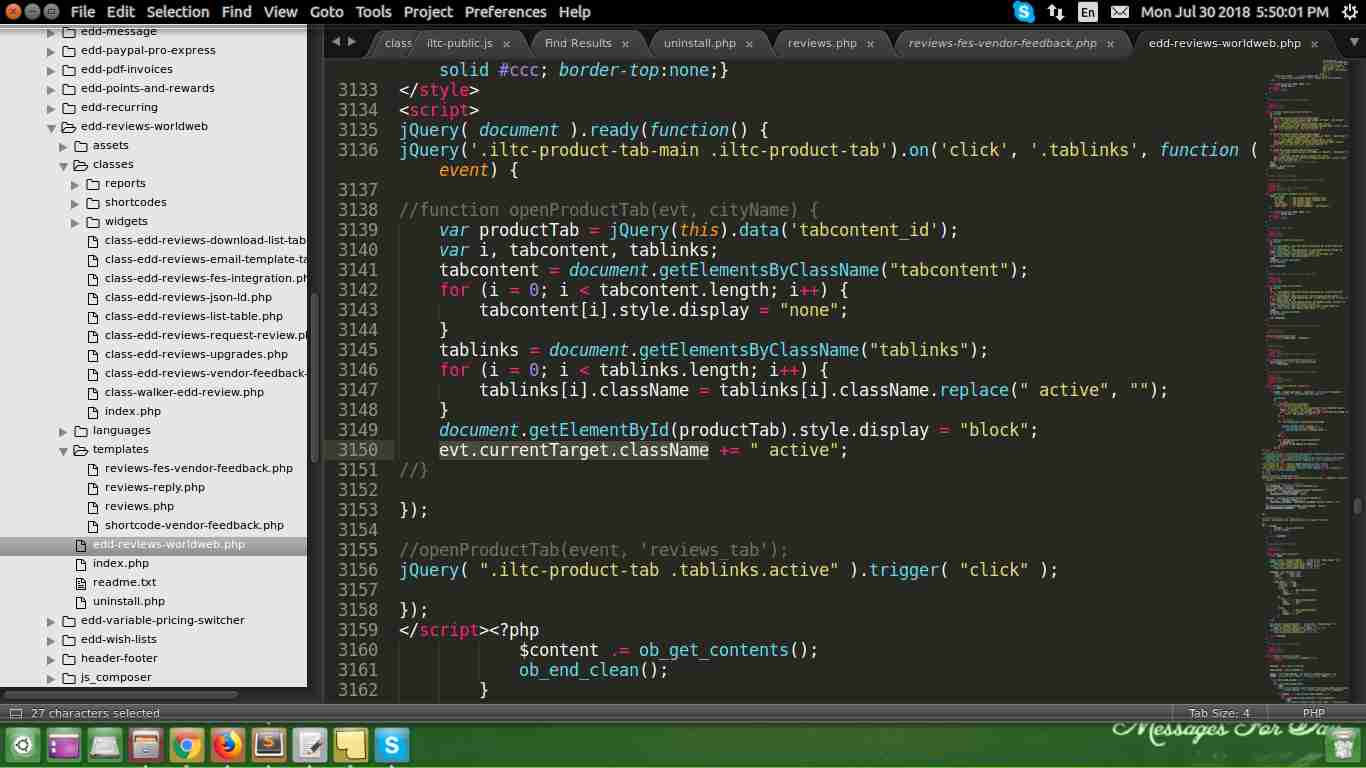 File Edit Selection Find View Goto Tools Project Preferences Help
En
Mon Jul 30 2018 5:50:01 PM
edd-message
edd-paypal-pro-express
edd-pdf-invoices
edd-points-and-rewards
edd-recurring
edd-reviews-worldweb
assets
classes
reports
shortcodes
widgets
class-edd-reviews-download-list-tab
class-edd-reviews-email-template-ta
class-edd-reviews-fes-integration.ph
class-edd-reviews-json-ld.php
class-edd-reviews-list-table.php
class-edd-reviews-request-review.pl
class-edd-reviews-upgrades.php
class-edd-reviews-vendor-feedback-
class-walker-edd-review.php
index.php
languages
templates
reviews-fes-vendor-feedback.php
reviews-reply.php
reviews.php
shortcode-vendor-feedback.php
edd-reviews-worldweb.php
index.php
readme.txt
uninstall.php
edd-variable-pricing-switcher
edd-wish-lists
header-footer
js_composer
class iltc-public.js × Find Results × uninstall.php × reviews.php × reviews-fes-vendor-feedback.php × edd-reviews-worldweb.php ×
solid #ccc; border-top:none;}
3133 </style>
3134 <script>
3135 jQuery( document ).ready(function() {
3136 jQuery('.iltc-product-tab-main .iltc-product-tab').on('click', '.tablinks', function (
event) {
3137
3138 //function openProductTab(evt, cityName) {
3139 var productTab = jQuery(this).data('tabcontent_id');
3140 var i, tabcontent, tablinks;
3141 tabcontent = document.getElementsByClassName("tabcontent");
3142 for (i = 0; i < tabcontent.length; i++) {
3143 tabcontent[i].style.display = "none";
3144 }
3145 tablinks = document.getElementsByClassName("tablinks");
3146 for (i = 0; i < tablinks.length; i++) {
3147 tablinks[i].className = tablinks[i].className.replace(" active", "");
3148 }
3149 document.getElementById(productTab).style.display = "block";
3150 evt.currentTarget.className += " active";
3151 //}
3152
3153 });
3154
3155 //openProductTab(event, 'reviews_tab');
3156 jQuery( ".iltc-product-tab .tablinks.active" ).trigger( "click" );
3157
3158 });
3159 </script><?php
3160 $content .= ob_get_contents();
3161 ob_end_clean();
3162 }
27 characters selected
Tab Size: 4
PHP
Messages For